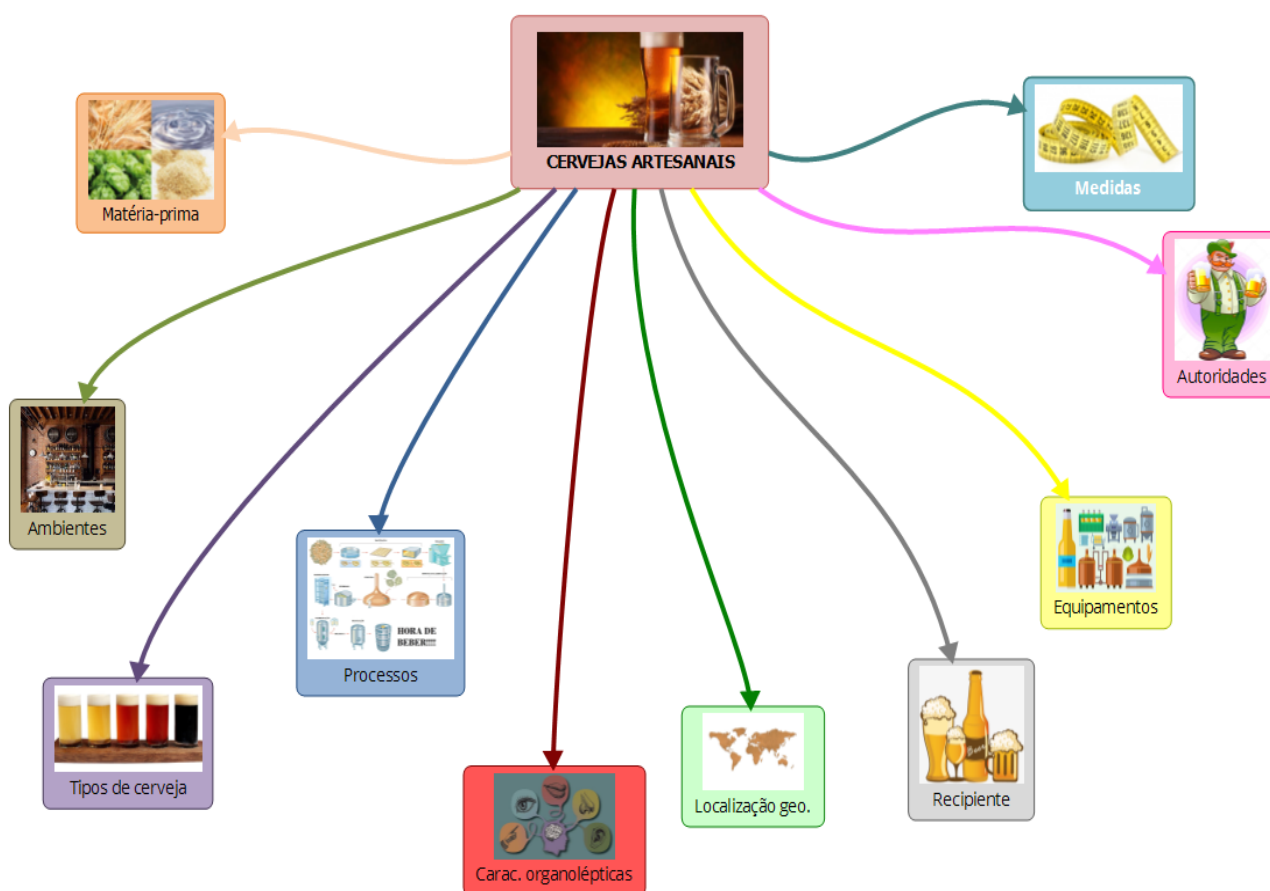 CERVEJAS ARTESANAIS
Matéria-prima
Medidas
Autoridades
Ambientes
Equipamentos
HORA DE
BEBER!!!!
Processos
Tipos de cerveja
Beer
Recipiente
Localização geo.
Carac. organolépticas